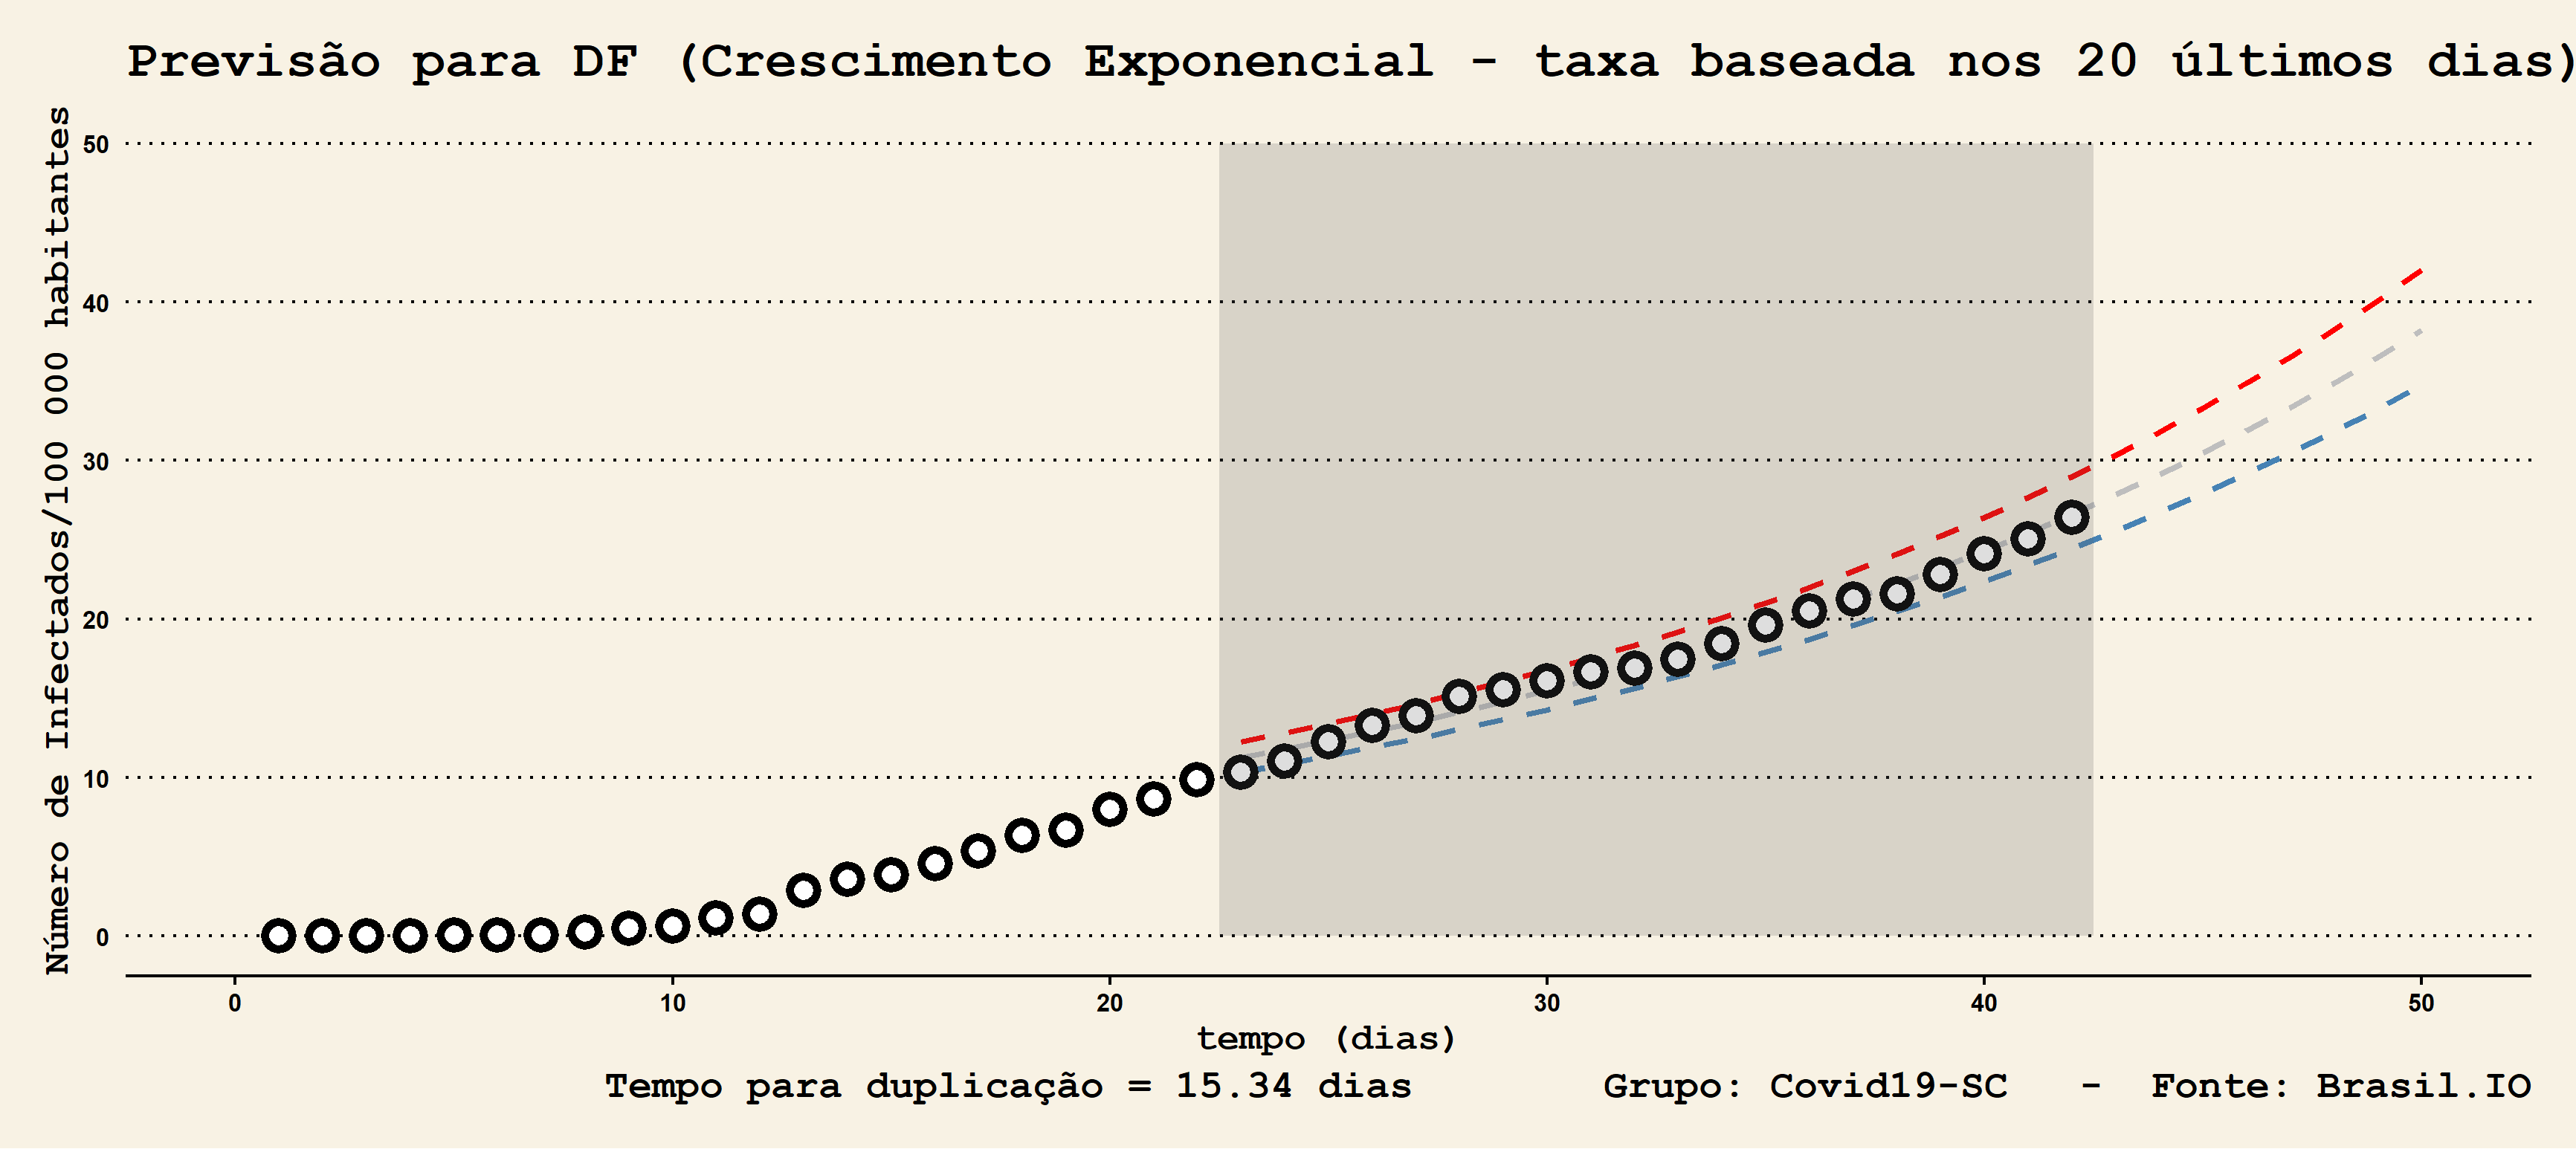 Previsão para DF (Crescimento Exponencial - taxa baseada nos 20 últimos dias)
Número de Infectados/100 000 habitantes
50
40
30
20
10
0
0 10 20 30 40 50
tempo (dias)
Tempo para duplicação = 15.34 dias Grupo: Covid19-SC - Fonte: Brasil.IO